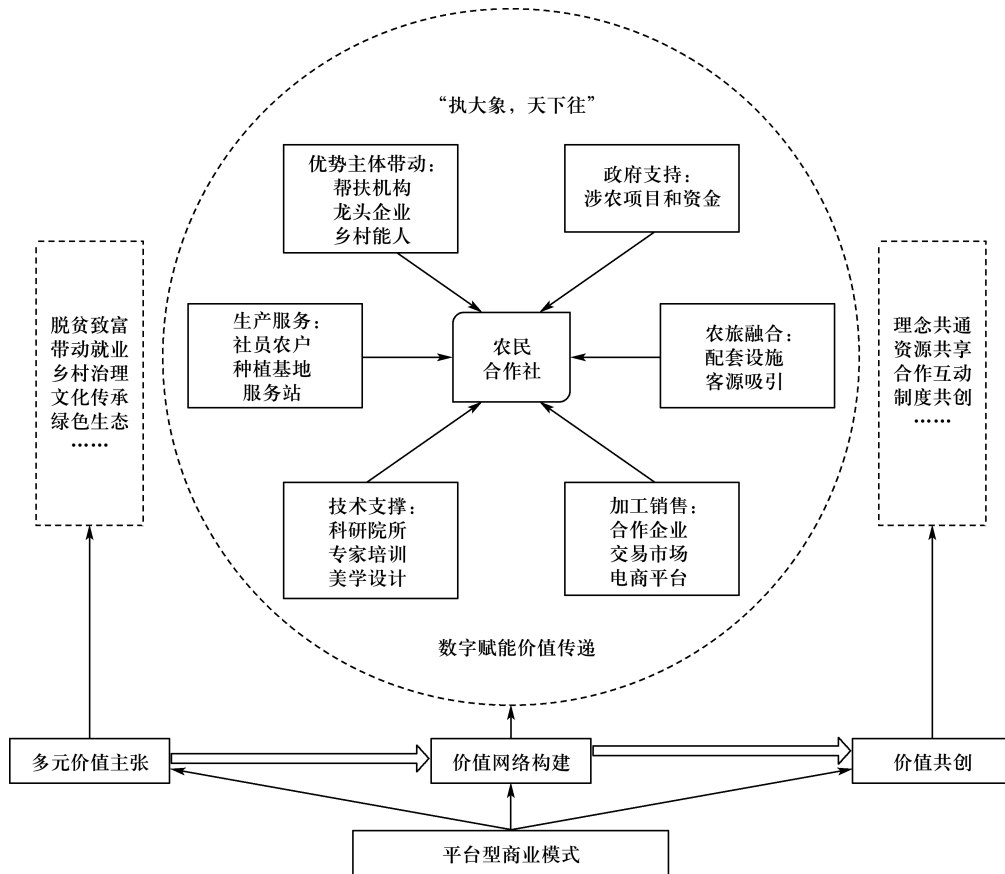 “执大象，天下往”
优势主体带动：
帮扶机构
龙头企业
乡村能人
政府支持：
涉农项目和资金
生产服务：
社员农户
种植基地
服务站
农民
合作社
农旅融合：
配套设施
客源吸引
技术支撑：
科研院所
专家培训
美学设计
加工销售：
合作企业
交易市场
电商平台
数字赋能价值传递
脱贫致富
带动就业
乡村治理
文化传承
绿色生态
……
理念共通
资源共享
合作互动
制度共创
……
多元价值主张
价值网络构建
价值共创
平台型商业模式